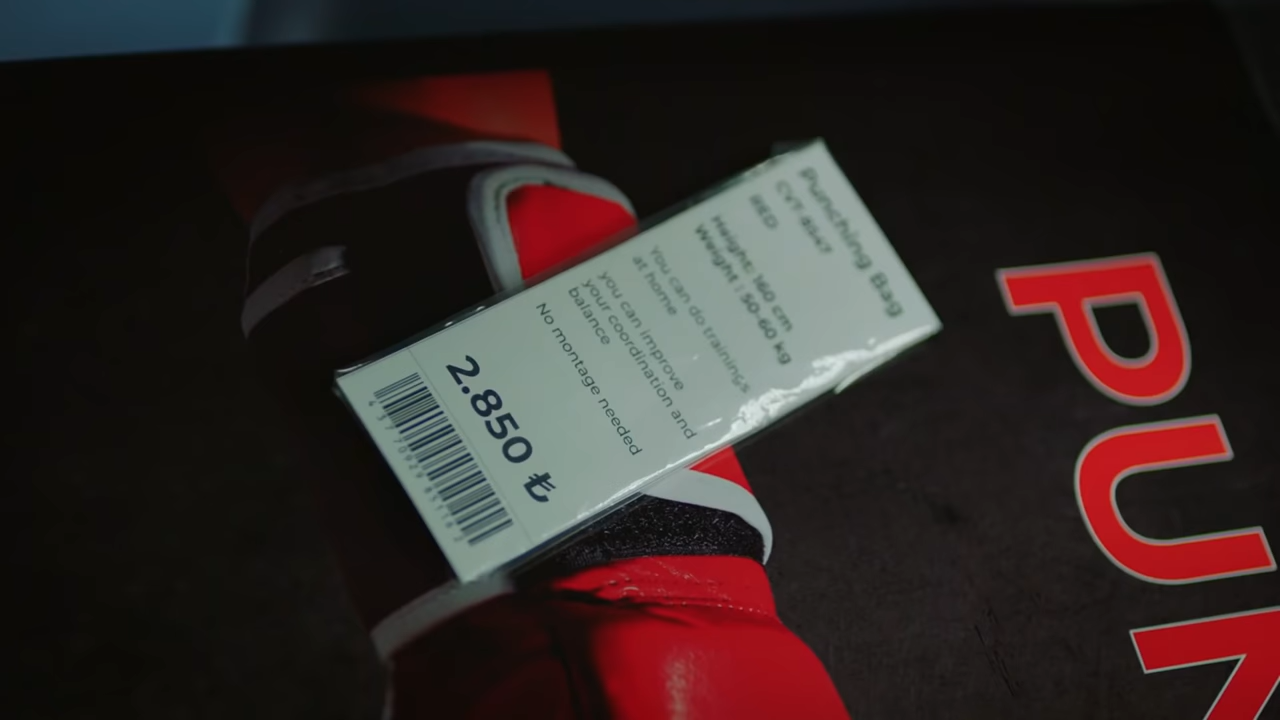 Punching Bag
CVT-8547
RED
Height: 160 cm
Weight : 50-60 kg
You can do trainings
at home
you can improve
your coordination and
balance
No montage needed
2.850 ₺
PUN